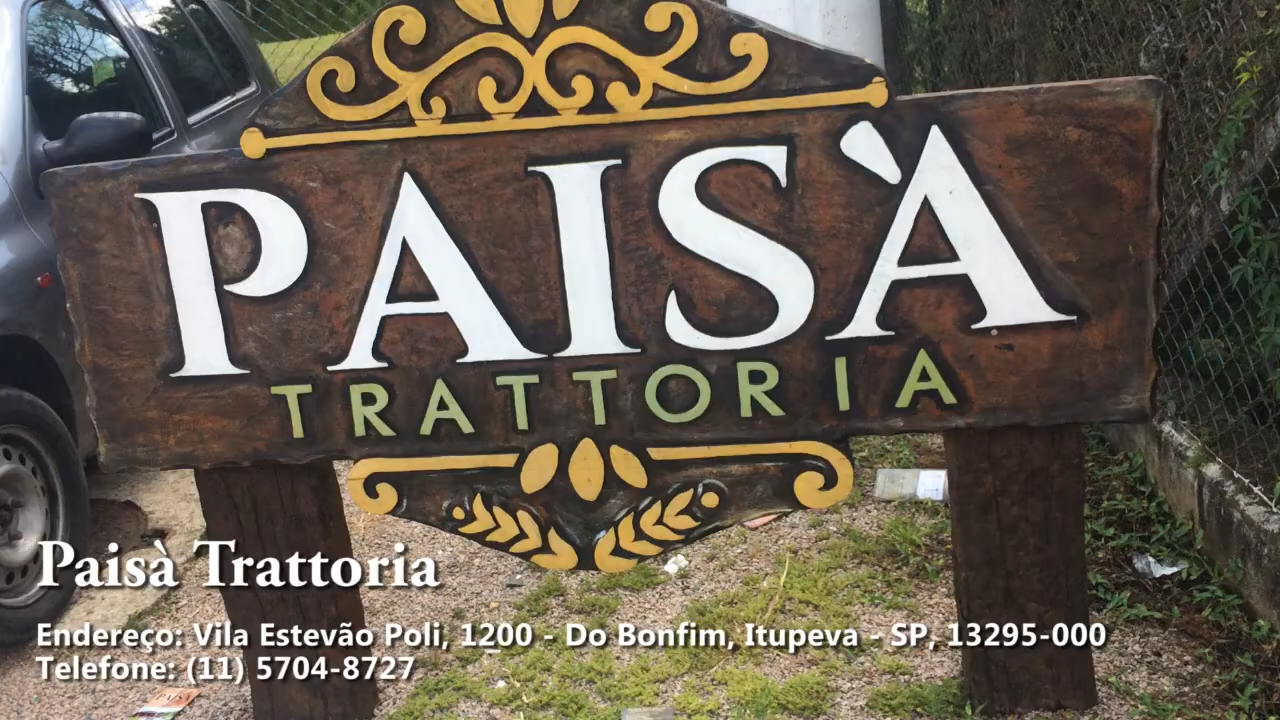 PAISÀ
TRATTORIA
Paisà Trattoria
Endereço: Vila Estevão Poli, 1200 - Do Bonfim, Itupeva - SP, 13295-000
Telefone: (11) 5704-8727